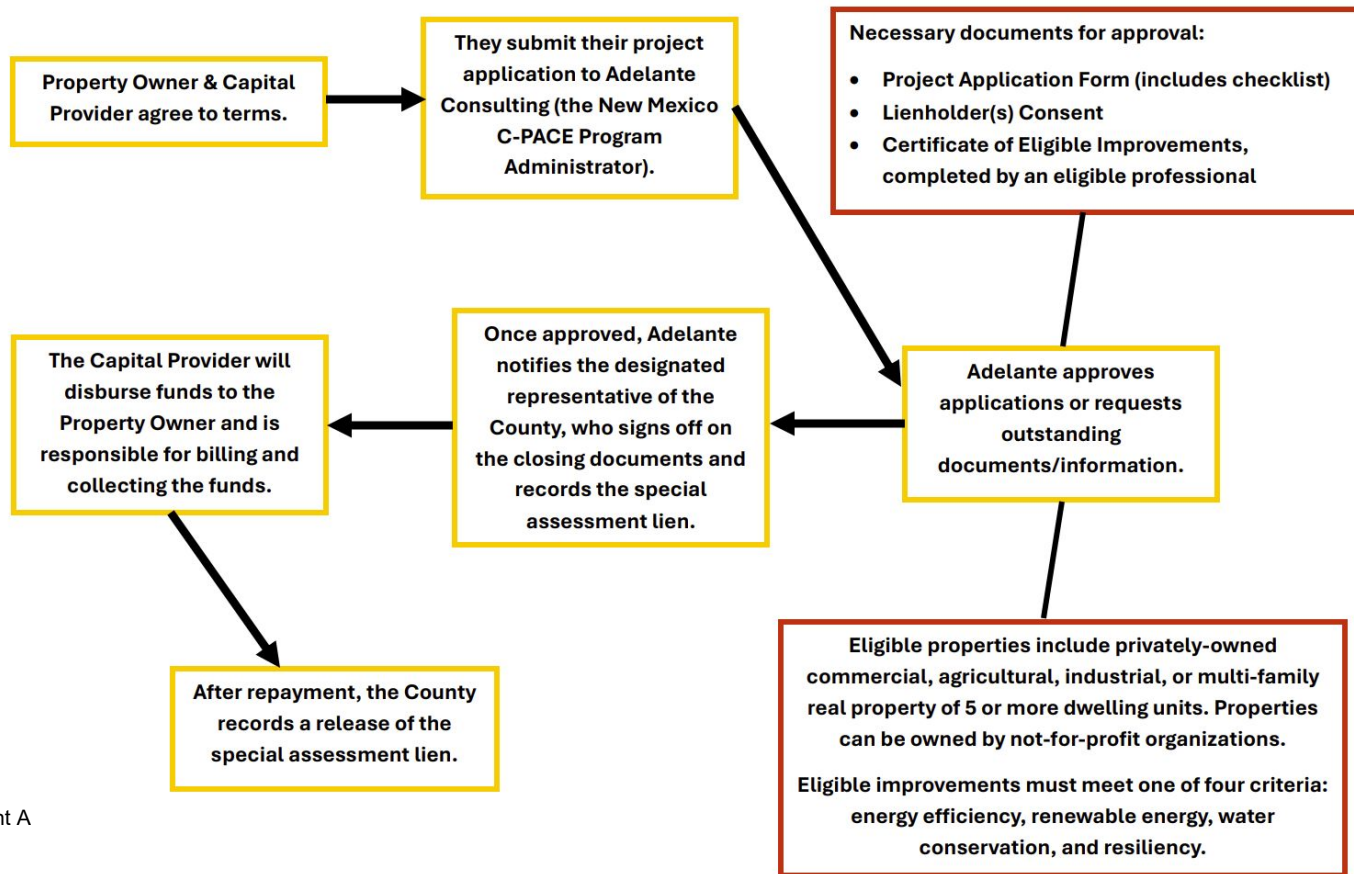 Property Owner & Capital
Provider agree to terms.
They submit their project
application to Adelante
Consulting (the New Mexico
C-PACE Program
Administrator).
Necessary documents for approval:
• Project Application Form (includes checklist)
• Lienholder(s) Consent
• Certificate of Eligible Improvements,
completed by an eligible professional
Adelante approves
applications or requests
outstanding
documents/information.
Once approved, Adelante
notifies the designated
representative of the
County, who signs off on
the closing documents and
records the special
assessment lien.
The Capital Provider will
disburse funds to the
Property Owner and is
responsible for billing and
collecting the funds.
After repayment, the County
records a release of the
special assessment lien.
Eligible properties include privately-owned
commercial, agricultural, industrial, or multi-family
real property of 5 or more dwelling units. Properties
can be owned by not-for-profit organizations.
Eligible improvements must meet one of four criteria:
energy efficiency, renewable energy, water
conservation, and resiliency.
nt A